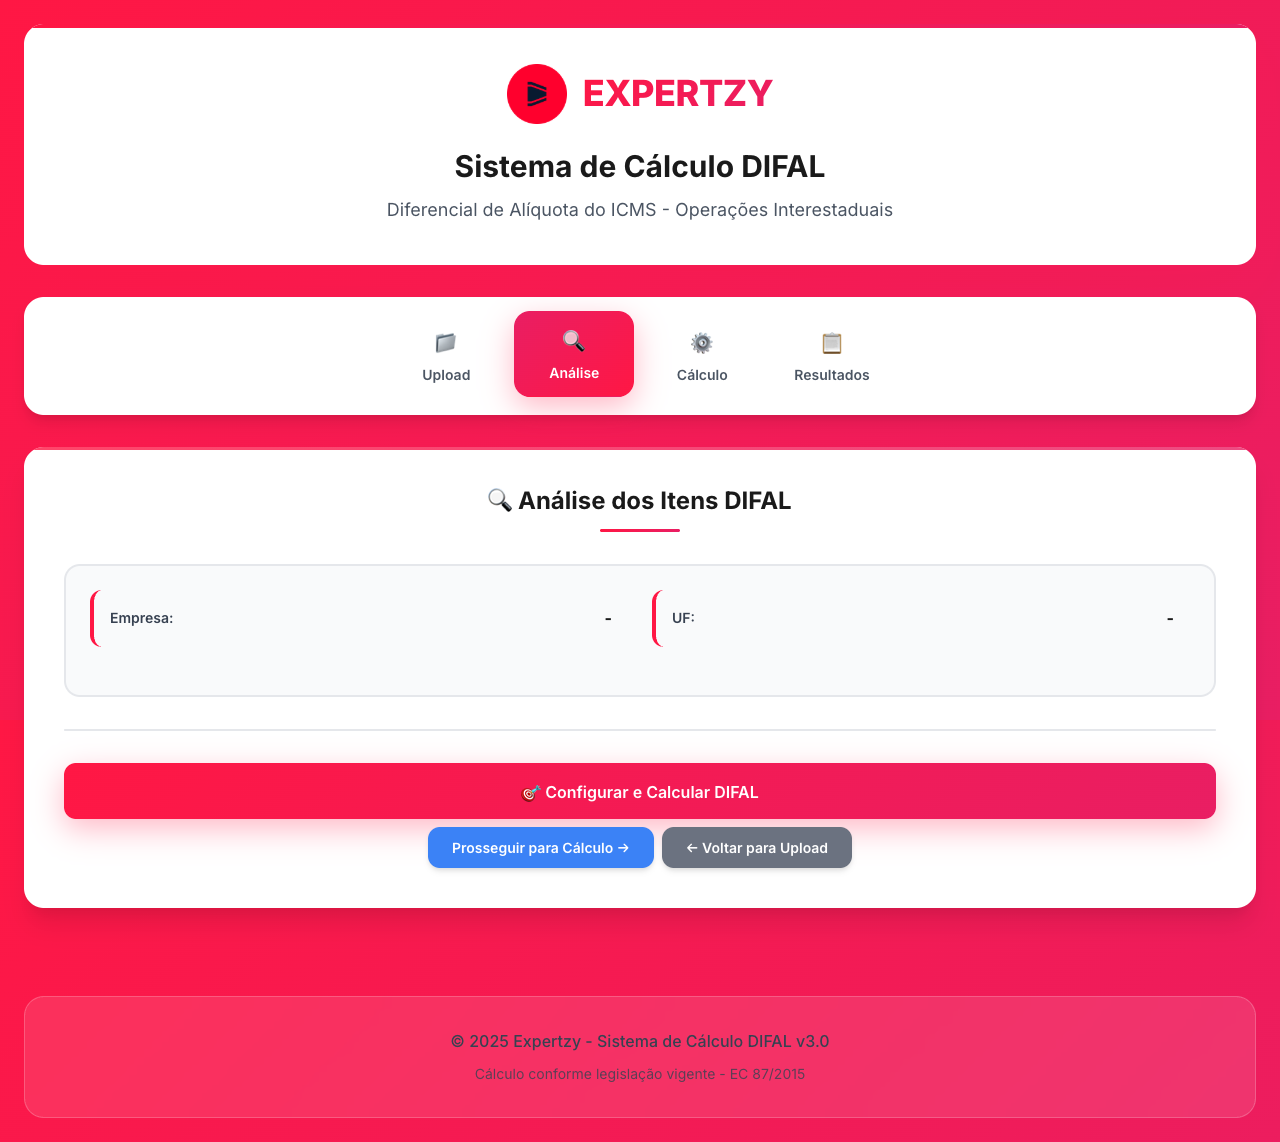 EXPERTZY
Sistema de Cálculo DIFAL
Diferencial de Alíquota do ICMS - Operações Interestaduais
Upload
Análise
Cálculo
Resultados
🔍 Análise dos Itens DIFAL
Empresa: -
UF: -
🎯 Configurar e Calcular DIFAL
Prosseguir para Cálculo →
← Voltar para Upload
© 2025 Expertzy - Sistema de Cálculo DIFAL v3.0
Cálculo conforme legislação vigente - EC 87/2015